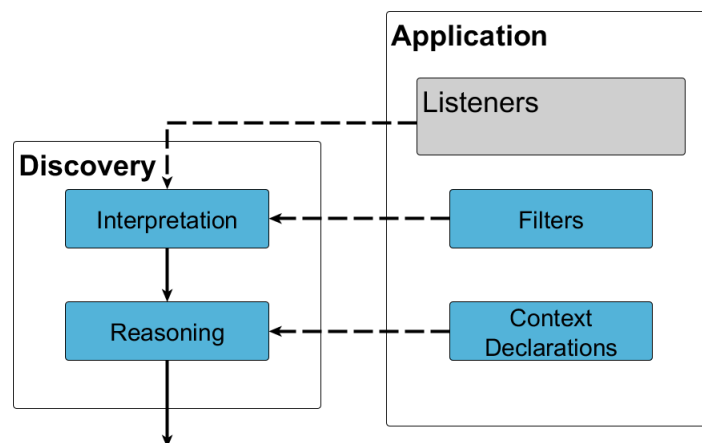 Application
Listeners
Discovery
Interpretation
Filters
Reasoning
Context
Declarations